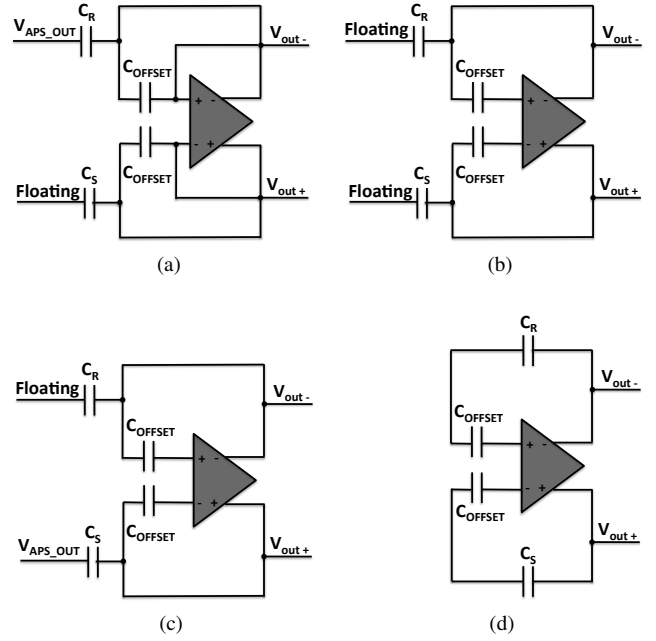 C_R
V_APS_OUT
V_out -
C_OFFSET
+ -
- +
C_OFFSET
Floating
C_S
V_out +
(a)
C_R
Floating
V_out -
C_OFFSET
+ -
- +
C_OFFSET
Floating
C_S
V_out +
(b)
Floating
C_R
V_out -
C_OFFSET
+ -
- +
C_OFFSET
V_APS_OUT
C_S
V_out +
(c)
C_R
V_out -
C_OFFSET
+ -
- +
C_OFFSET
V_out +
C_S
(d)